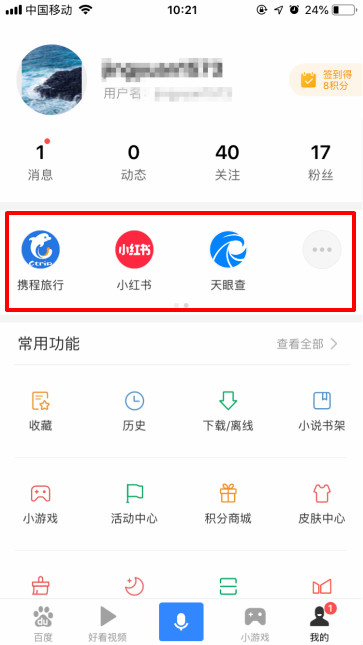 中国移动 10:21 24%
用户名:
签到得
8积分
1 0 40 17
消息 动态 关注 粉丝
Ctrip 小红书
携程旅行 小红书 天眼查
常用功能 查看全部
收藏 历史 下载/离线 小说书架
小游戏 活动中心 积分商城 皮肤中心
du 1
百度 好看视频 小游戏 我的